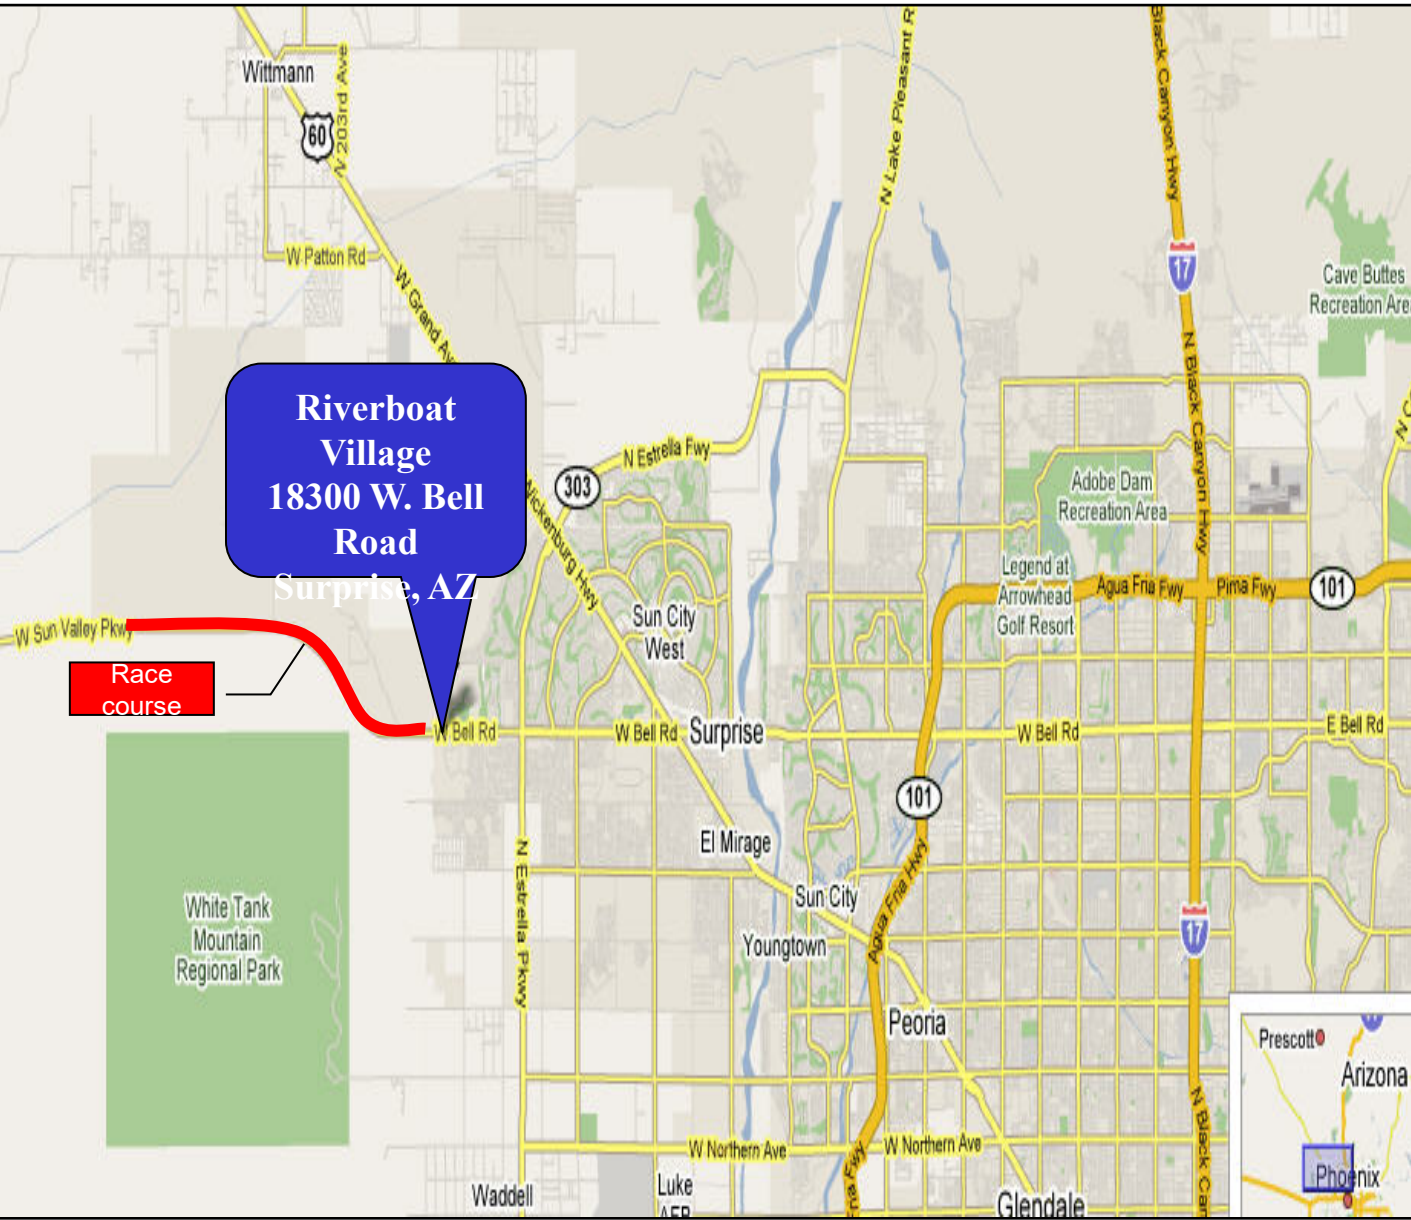 Wittmann
N 203rd Ave
60
W Patton Rd
W Grand Av
N Lake Pleasant R
Black Canyon Hwy
17
Cave Buttes
Recreation Are
N Black Canyon Hwy
Riverboat
Village
18300 W. Bell
Road
Surprise, AZ
303
N Estrella Fwy
Wickenburg Hwy
Adobe Dam
Recreation Area
Legend at
Arrowhead
Golf Resort
Agua Fria Fwy
Pima Fwy
101
Sun City
West
W Sun Valley Pkwy
Race
course
W Bell Rd
W Bell Rd
Surprise
W Bell Rd
E Bell Rd
101
El Mirage
N Estrella Pkwy
Sun City
Agua Fria Hwy
Youngtown
17
White Tank
Mountain
Regional Park
Peoria
Prescott
Arizona
N Black Can
W Northern Ave
W Northern Ave
Waddell
Luke
AFB
Glendale
Phoenix